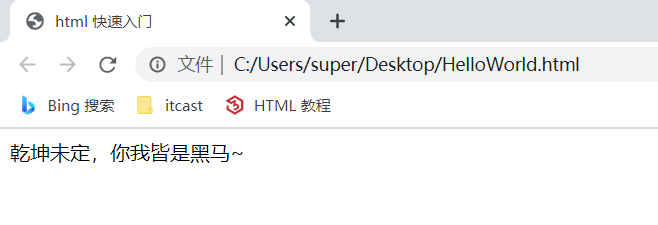 html 快速入门
文件 | C:/Users/super/Desktop/HelloWorld.html
Bing 搜索 itcast HTML 教程
乾坤未定，你我皆是黑马~